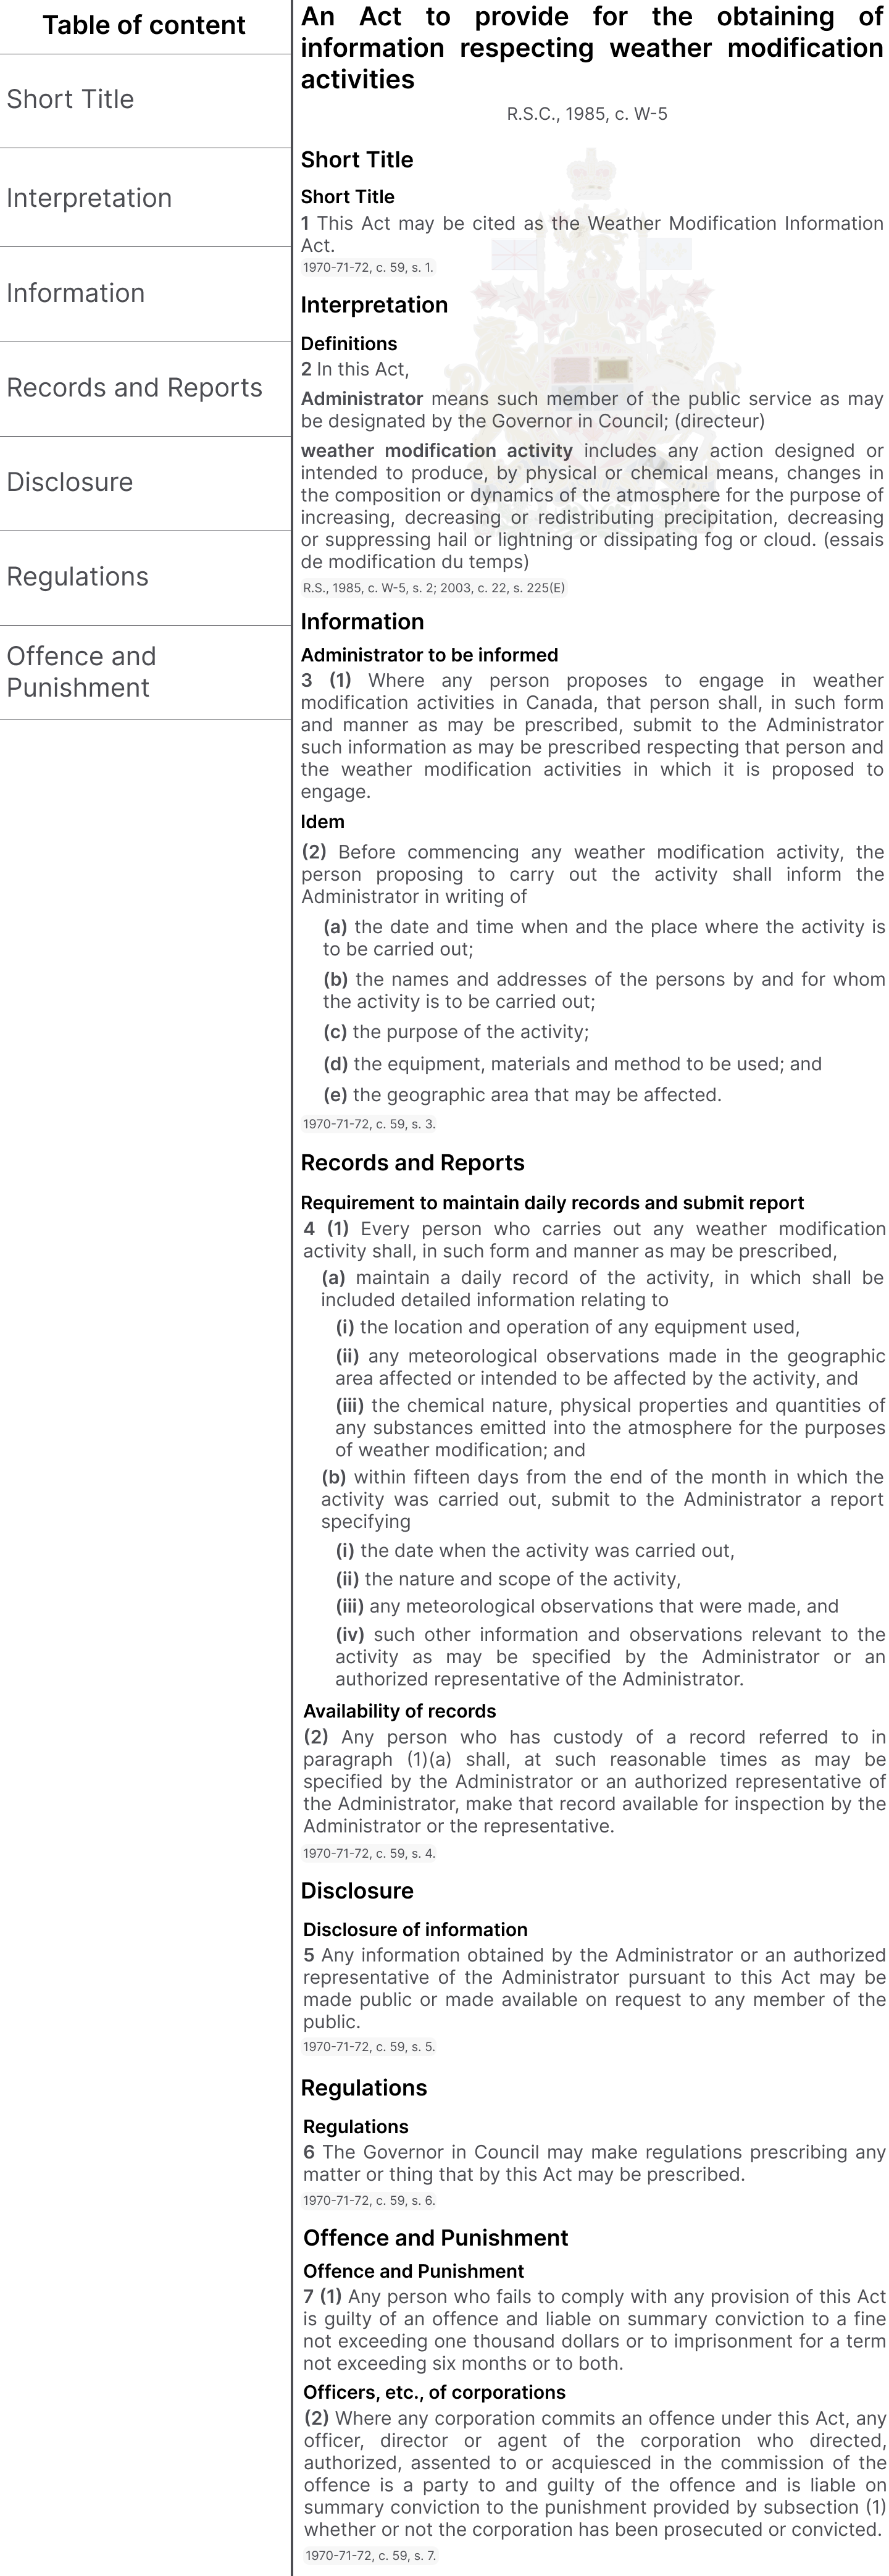 Table of content
Short Title
Interpretation
Information
Records and Reports
Disclosure
Regulations
Offence and
Punishment
An Act to provide for the obtaining of
information respecting weather modification
activities
R.S.C., 1985, c. W-5
Short Title
Short Title
1 This Act may be cited as the Weather Modification Information
Act.
1970-71-72, c. 59, s. 1.
Interpretation
Definitions
2 In this Act,
Administrator means such member of the public service as may
be designated by the Governor in Council; (directeur)
weather modification activity includes any action designed or
intended to produce, by physical or chemical means, changes in
the composition or dynamics of the atmosphere for the purpose of
increasing, decreasing or redistributing precipitation, decreasing
or suppressing hail or lightning or dissipating fog or cloud. (essais
de modification du temps)
R.S., 1985, c. W-5, s. 2; 2003, c. 22, s. 225(E)
Information
Administrator to be informed
3 (1) Where any person proposes to engage in weather
modification activities in Canada, that person shall, in such form
and manner as may be prescribed, submit to the Administrator
such information as may be prescribed respecting that person and
the weather modification activities in which it is proposed to
engage.
Idem
(2) Before commencing any weather modification activity, the
person proposing to carry out the activity shall inform the
Administrator in writing of
(a) the date and time when and the place where the activity is
to be carried out;
(b) the names and addresses of the persons by and for whom
the activity is to be carried out;
(c) the purpose of the activity;
(d) the equipment, materials and method to be used; and
(e) the geographic area that may be affected.
1970-71-72, c. 59, s. 3.
Records and Reports
Requirement to maintain daily records and submit report
4 (1) Every person who carries out any weather modification
activity shall, in such form and manner as may be prescribed,
(a) maintain a daily record of the activity, in which shall be
included detailed information relating to
(i) the location and operation of any equipment used,
(ii) any meteorological observations made in the geographic
area affected or intended to be affected by the activity, and
(iii) the chemical nature, physical properties and quantities of
any substances emitted into the atmosphere for the purposes
of weather modification; and
(b) within fifteen days from the end of the month in which the
activity was carried out, submit to the Administrator a report
specifying
(i) the date when the activity was carried out,
(ii) the nature and scope of the activity,
(iii) any meteorological observations that were made, and
(iv) such other information and observations relevant to the
activity as may be specified by the Administrator or an
authorized representative of the Administrator.
Availability of records
(2) Any person who has custody of a record referred to in
paragraph (1)(a) shall, at such reasonable times as may be
specified by the Administrator or an authorized representative of
the Administrator, make that record available for inspection by the
Administrator or the representative.
1970-71-72, c. 59, s. 4.
Disclosure
Disclosure of information
5 Any information obtained by the Administrator or an authorized
representative of the Administrator pursuant to this Act may be
made public or made available on request to any member of the
public.
1970-71-72, c. 59, s. 5.
Regulations
Regulations
6 The Governor in Council may make regulations prescribing any
matter or thing that by this Act may be prescribed.
1970-71-72, c. 59, s. 6.
Offence and Punishment
Offence and Punishment
7 (1) Any person who fails to comply with any provision of this Act
is guilty of an offence and liable on summary conviction to a fine
not exceeding one thousand dollars or to imprisonment for a term
not exceeding six months or to both.
Officers, etc., of corporations
(2) Where any corporation commits an offence under this Act, any
officer, director or agent of the corporation who directed,
authorized, assented to or acquiesced in the commission of the
offence is a party to and guilty of the offence and is liable on
summary conviction to the punishment provided by subsection (1)
whether or not the corporation has been prosecuted or convicted.
1970-71-72, c. 59, s. 7.